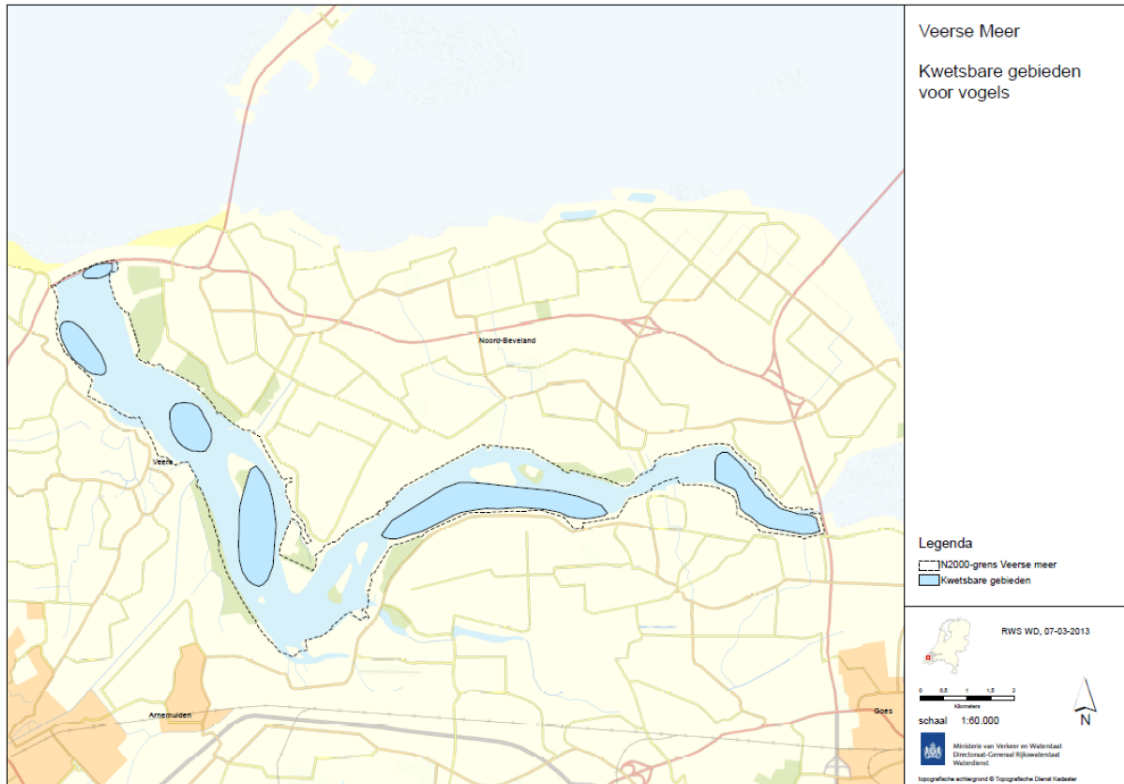 Veerse Meer
Kwetsbare gebieden
voor vogels
Noord-Beveland
Veere
Arnemuiden
Goes
Legenda
N2000-grens Veerse meer
Kwetsbare gebieden
RWS WD, 07-03-2013
0 0,5 1 1,5 2
Kilometers
schaal 1:60.000
N
Ministerie van Verkeer en Waterstaat
Directoraat-Generaal Rijkswaterstaat
Waterdienst
topografische achtergrond © Topografische Dienst Kadaster